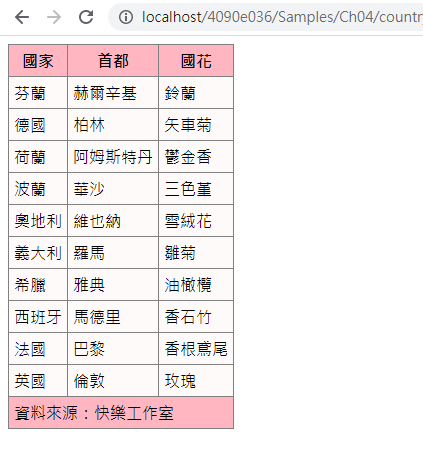 localhost/4090e036/Samples/Ch04/country
國家 首都 國花
芬蘭 赫爾辛基 鈴蘭
德國 柏林 矢車菊
荷蘭 阿姆斯特丹 鬱金香
波蘭 華沙 三色堇
奧地利 維也納 雪絨花
義大利 羅馬 雛菊
希臘 雅典 油橄欖
西班牙 馬德里 香石竹
法國 巴黎 香根鳶尾
英國 倫敦 玫瑰
資料來源：快樂工作室